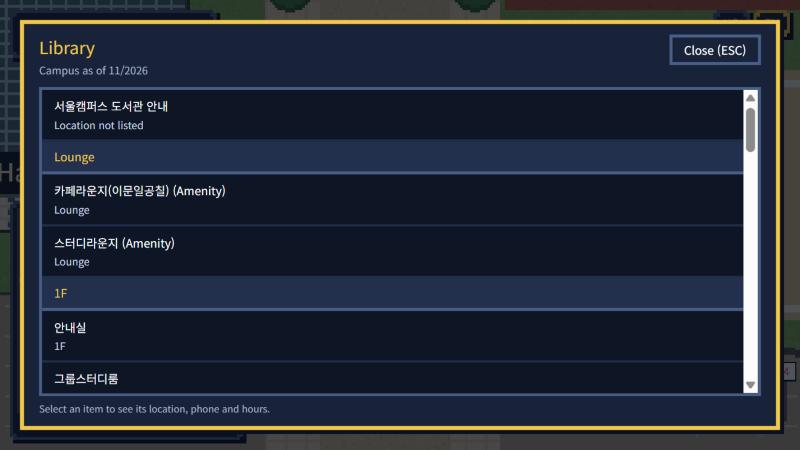 Library
Close (ESC)
Campus as of 11/2026
서울캠퍼스 도서관 안내
Location not listed
Lounge
카페라운지(이문일공칠) (Amenity)
Lounge
스터디라운지 (Amenity)
Lounge
1F
안내실
1F
그룹스터디룸
Select an item to see its location, phone and hours.